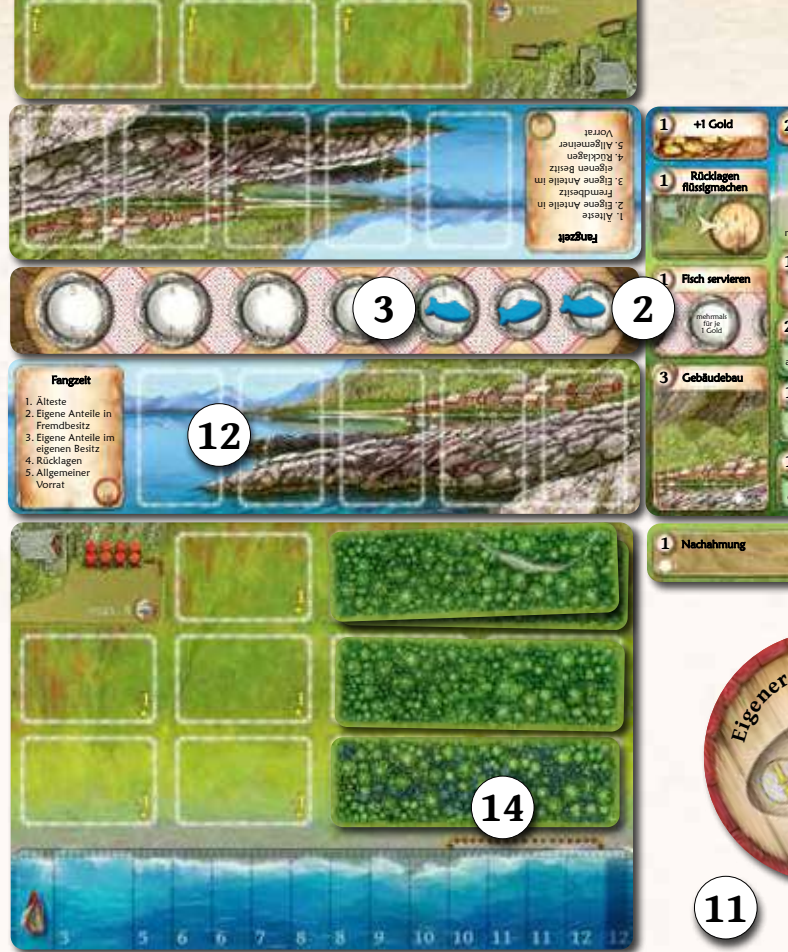 1. Älteste
2. Eigene Anteile in
Fremdbesitz
3. Eigene Anteile im
eigenen Besitz
4. Rücklagen
5. Allgemeiner
Vorrat
Fangzeit
1 +1 Gold
1 Rücklagen
flüssigmachen
1 Fisch servieren
mehrmals
für je
1 Gold
3 Gebäudebau
3
2
Fangzeit
1. Älteste
2. Eigene Anteile in
Fremdbesitz
3. Eigene Anteile im
eigenen Besitz
4. Rücklagen
5. Allgemeiner
Vorrat
12
1 Nachahmung
Eigener
14
11
3 5 6 6 7 8 8 9 10 10 11 11 12 12